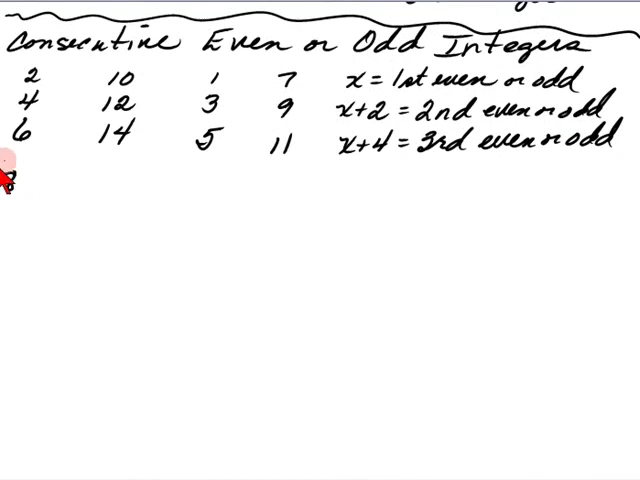 Consecutive Even or Odd Integers
2 10 1 7 x = 1st even or odd
4 12 3 9 x+2 = 2nd even or odd
6 14 5 11 x+4 = 3rd even or odd